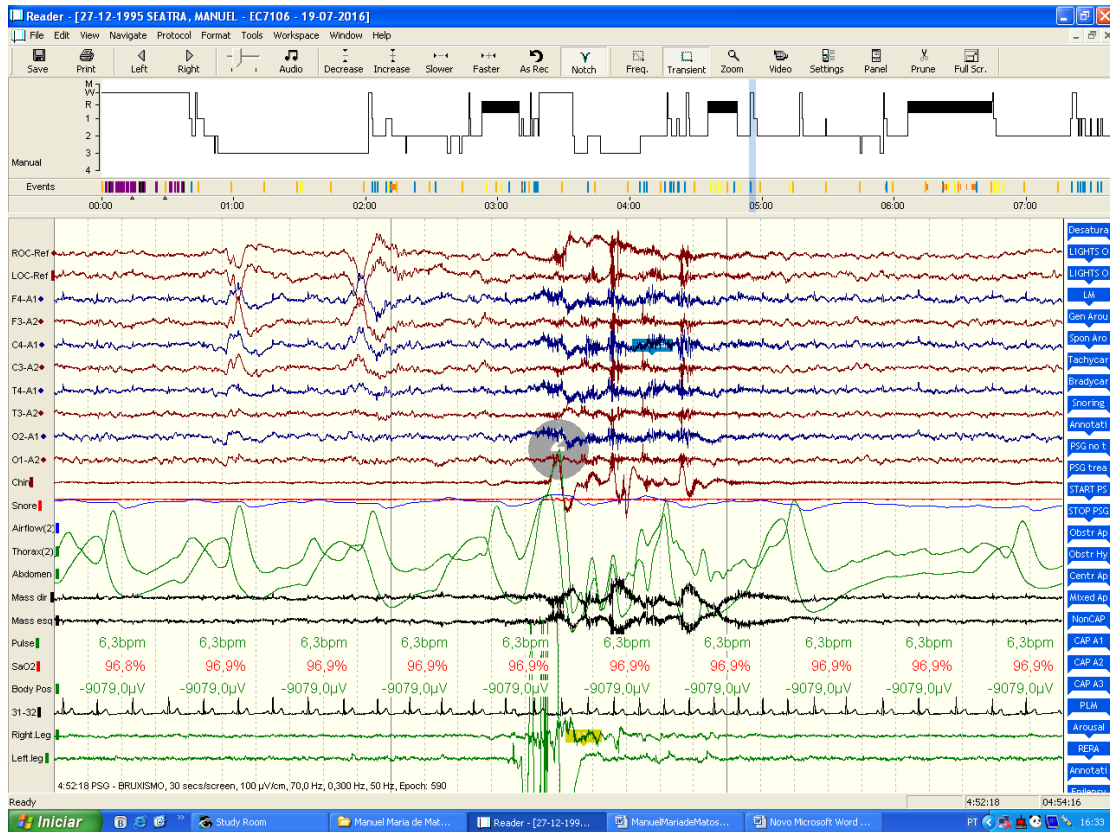 Reader - [27-12-1995 SEATRA, MANUEL - EC7106 - 19-07-2016]
File Edit View Navigate Protocol Format Tools Workspace Window Help
Save Print Left Right Audio Decrease Increase Slower Faster As Rec Notch Freq. Transient Zoom Video Settings Panel Prune Full Scr.
M
W
R
1
2
3
4
Manual
Events
00:00 01:00 02:00 03:00 04:00 05:00 06:00 07:00
Desatura
ROC-Ref
LIGHTS O
LOC-Ref
LIGHTS O
F4-A1
LM
F3-A2
Gen Arou
C4-A1
Spon Aro
C3-A2
Tachycar
T4-A1
Bradycar
T3-A2
Snoring
Annotati
O2-A1
PSG no t
O1-A2
PSG trea
Chin
START PS
Snore
STOP PSG
Airflow(2)
Obstr Ap
Thorax(2)
Obstr Hy
Abdomen
Centr Ap
Mass dir
Mixed Ap
Mass esq
NonCAP
Pulse 6,3bpm 6,3bpm 6,3bpm 6,3bpm 6,3bpm 6,3bpm 6,3bpm 6,3bpm 6,3bpm 6,3bpm
CAP A1
SaO2 96,8% 96,9% 96,9% 96,9% 96,9% 96,9% 96,9% 96,9% 96,9% 96,9%
CAP A2
Body Pos -9079,0µV -9079,0µV -9079,0µV -9079,0µV -9079,0µV -9079,0µV -9079,0µV -9079,0µV -9079,0µV -9079,0µV
CAP A3
31-32
PLM
Right.Leg
Arousal
RERA
Left.leg
Annotati
4:52:18 PSG - BRUXISMO, 30 secs/screen, 100 µV/cm, 70,0 Hz, 0,300 Hz, 50 Hz, Epoch: 590
Epilepsy
Ready 4:52:18 04:54:16
Iniciar Study Room Manuel Maria de Mat... Reader - [27-12-199... ManuelMariadeMatos... Novo Microsoft Word ... PT 16:33